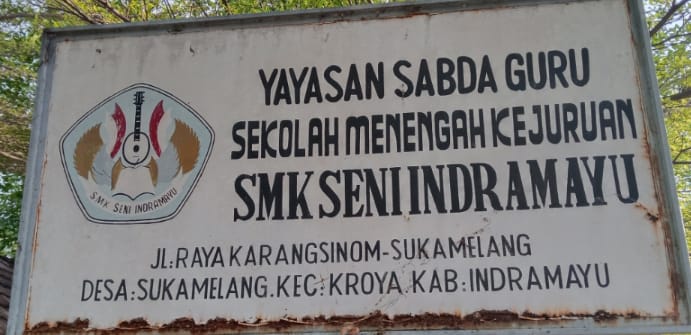 YAYASAN SABDA GURU
SEKOLAH MENENGAH KEJURUAN
SMK SENI INDRAMAYU
SMK SENI INDRAMAYU
JL:RAYA KARANGSINOM-SUKAMELANG
DESA:SUKAMELANG.KEC:KROYA.KAB:INDRAMAYU